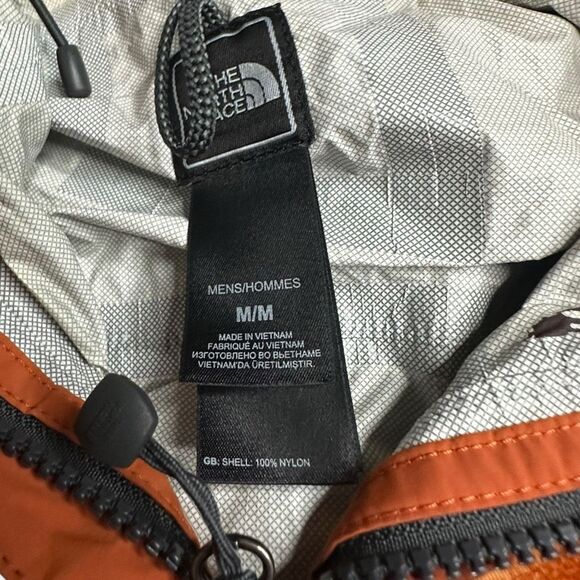 THE
NORTH
FACE
MENS/HOMMES
M/M
MADE IN VIETNAM
FABRIQUÉ AU VIETNAM
ИЗГОТОВЛЕНО ВО ВЬЕТНАМЕ
VIETNAM'DA ÜRETILMIŞTIR.
GB: SHELL: 100% NYLON